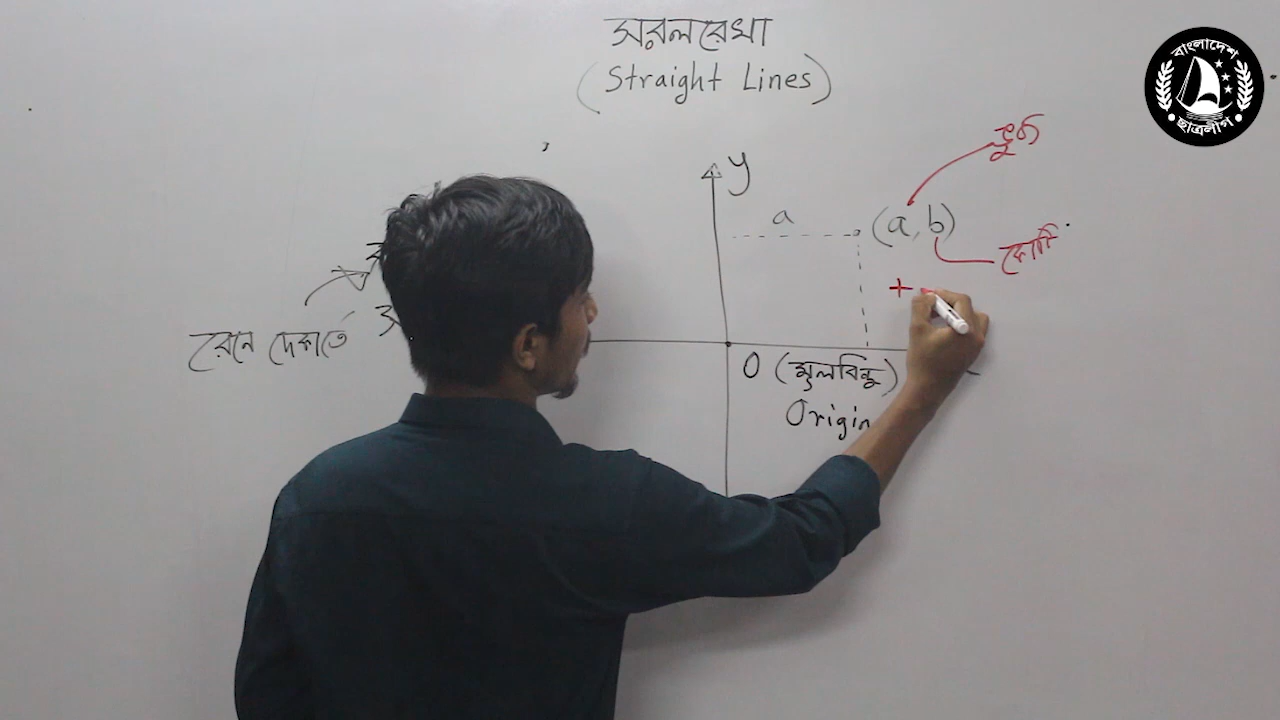 সরলরেখা
(Straight Lines)
বাংলাদেশ
ছাত্রলীগ
y
ভুজ
a
(a, b)
কোটি
+
রেনে দেকার্তে
O (মূলবিন্দু)
Origin